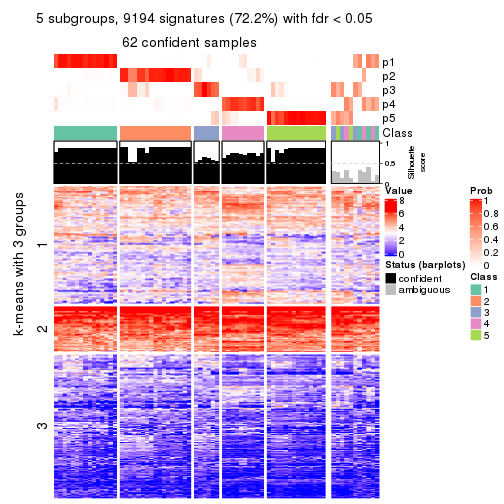 5 subgroups, 9194 signatures (72.2%) with fdr < 0.05
62 confident samples
p1
p2
p3
p4
p5
Class
1
0.5
0
Silhouette
score
k-means with 3 groups
1
2
3
Value
8
6
4
2
0
Status (barplots)
confident
ambiguous
Prob
1
0.8
0.6
0.4
0.2
0
Class
1
2
3
4
5